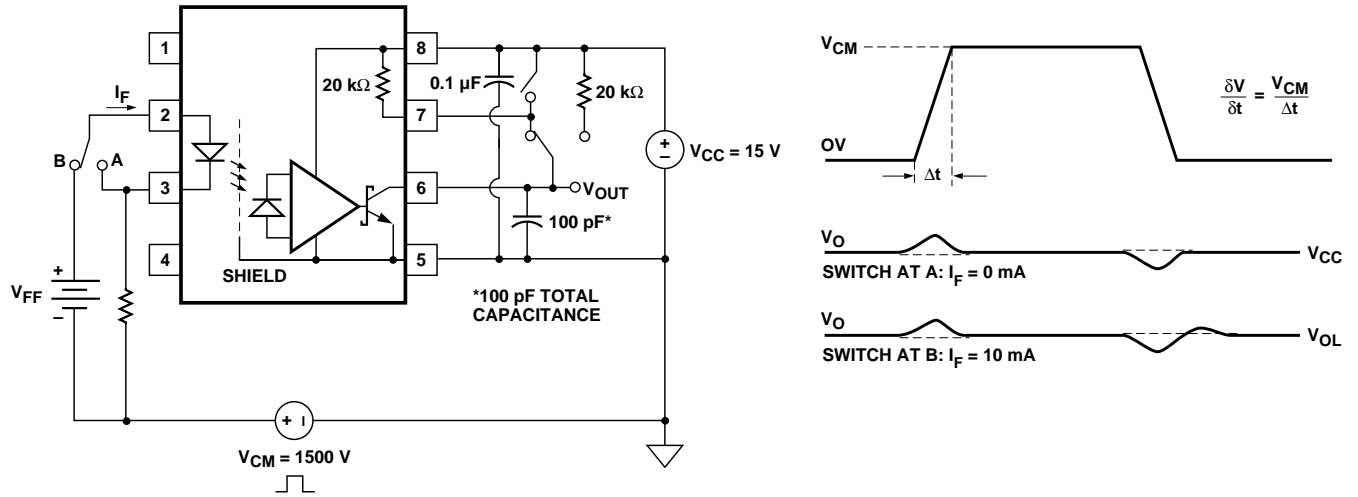 1
2
3
4
8
7
6
5
I_F
B
A
20 kΩ
0.1 µF
20 kΩ
V_CC = 15 V
V_OUT
100 pF*
SHIELD
*100 pF TOTAL
CAPACITANCE
+
V_FF
–
+
–
+ I
V_CM = 1500 V
V_CM
OV
Δt
δV/δt = V_CM/Δt
V_O
V_CC
SWITCH AT A: I_F = 0 mA
V_O
V_OL
SWITCH AT B: I_F = 10 mA